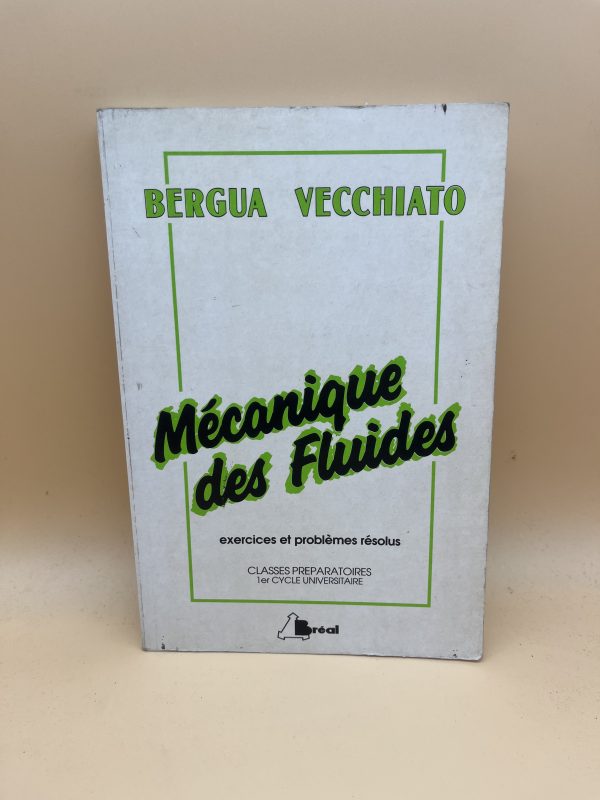 BERGUA VECCHIATO
Mécanique
des Fluides
exercices et problèmes résolus
CLASSES PREPARATOIRES
1er CYCLE UNIVERSITAIRE
Bréal